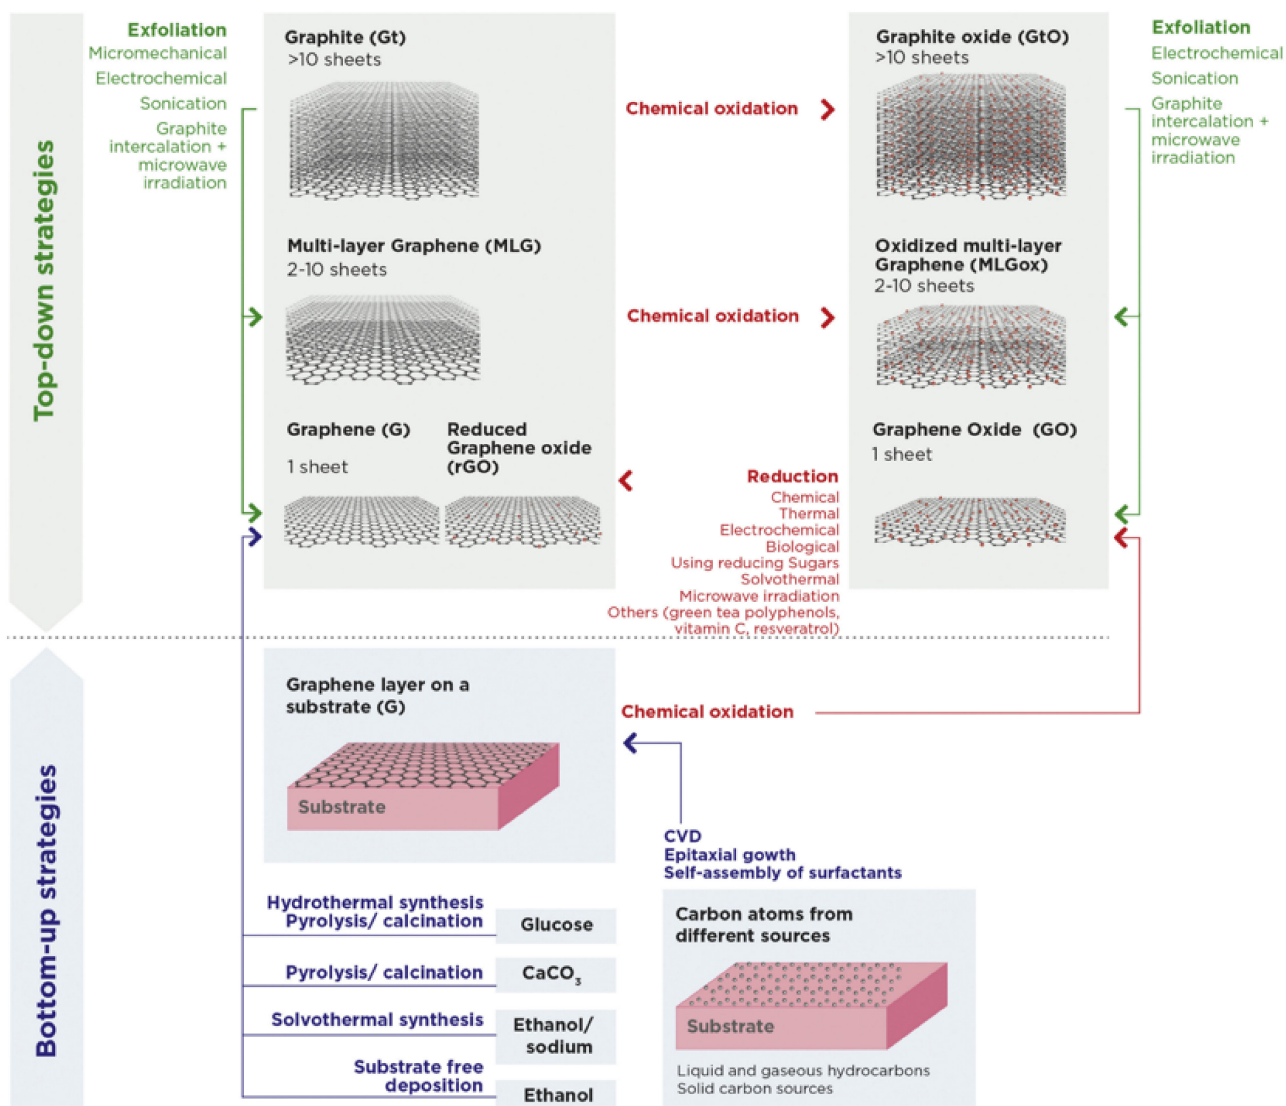 Top-down strategies
Exfoliation
Micromechanical
Electrochemical
Sonication
Graphite
intercalation +
microwave
irradiation
Graphite (Gt)
>10 sheets
Chemical oxidation
Graphite oxide (GtO)
>10 sheets
Exfoliation
Electrochemical
Sonication
Graphite
intercalation +
microwave
irradiation
Multi-layer Graphene (MLG)
2-10 sheets
Chemical oxidation
Oxidized multi-layer
Graphene (MLGox)
2-10 sheets
Graphene (G)
1 sheet
Reduced
Graphene oxide
(rGO)
Reduction
Chemical
Thermal
Electrochemical
Biological
Using reducing Sugars
Solvothermal
Microwave irradiation
Others (green tea polyphenols,
vitamin C, resveratrol)
Graphene Oxide (GO)
1 sheet
Bottom-up strategies
Graphene layer on a
substrate (G)
Substrate
Chemical oxidation
CVD
Epitaxial gowth
Self-assembly of surfactants
Hydrothermal synthesis
Pyrolysis/ calcination
Glucose
Pyrolysis/ calcination
CaCO₃
Solvothermal synthesis
Ethanol/
sodium
Substrate free
deposition
Ethanol
Carbon atoms from
different sources
Substrate
Liquid and gaseous hydrocarbons
Solid carbon sources